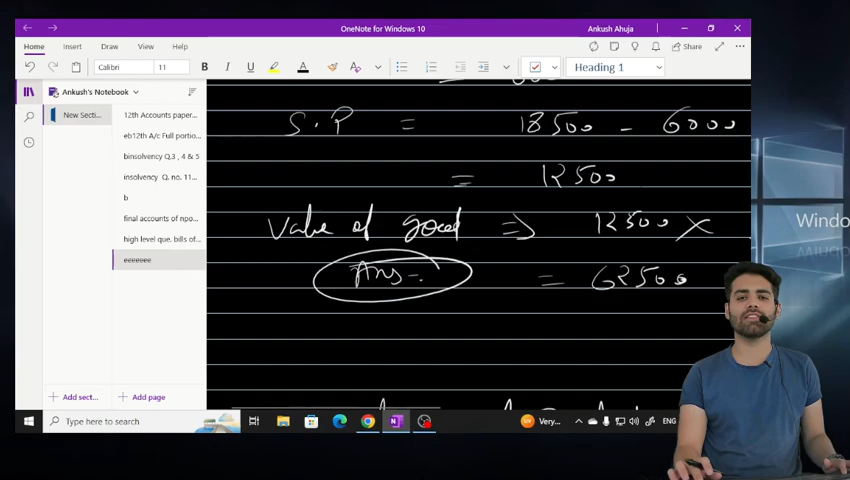 OneNote for Windows 10
Ankush Ahuja
Home Insert Draw View Help
Share
Calibri 11 B I U A Heading 1
Ankush's Notebook
New Secti...
12th Accounts paper...
eb12th A/c Full portio...
binsolvency Q.3 , 4 & 5
insolvency Q. no. 11...
b
final accounts of npo...
high level que. bills of...
eeeeeee
S.P = 18500 - 6000
= 12500
Value of good => 12500 X
Ans = 62500
Windo
Add sect... Add page
Type here to search
Very... ENG